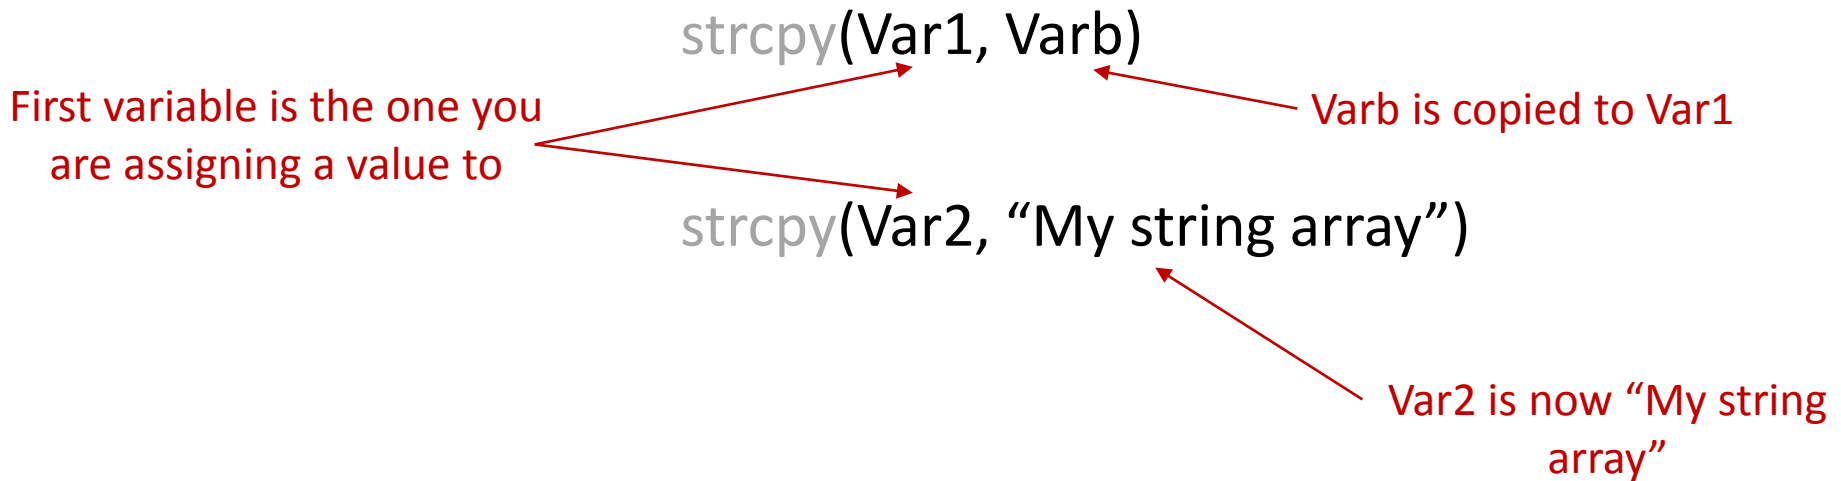 strcpy(Var1, Varb)
First variable is the one you
are assigning a value to
Varb is copied to Var1
strcpy(Var2, “My string array”)
Var2 is now “My string
array”